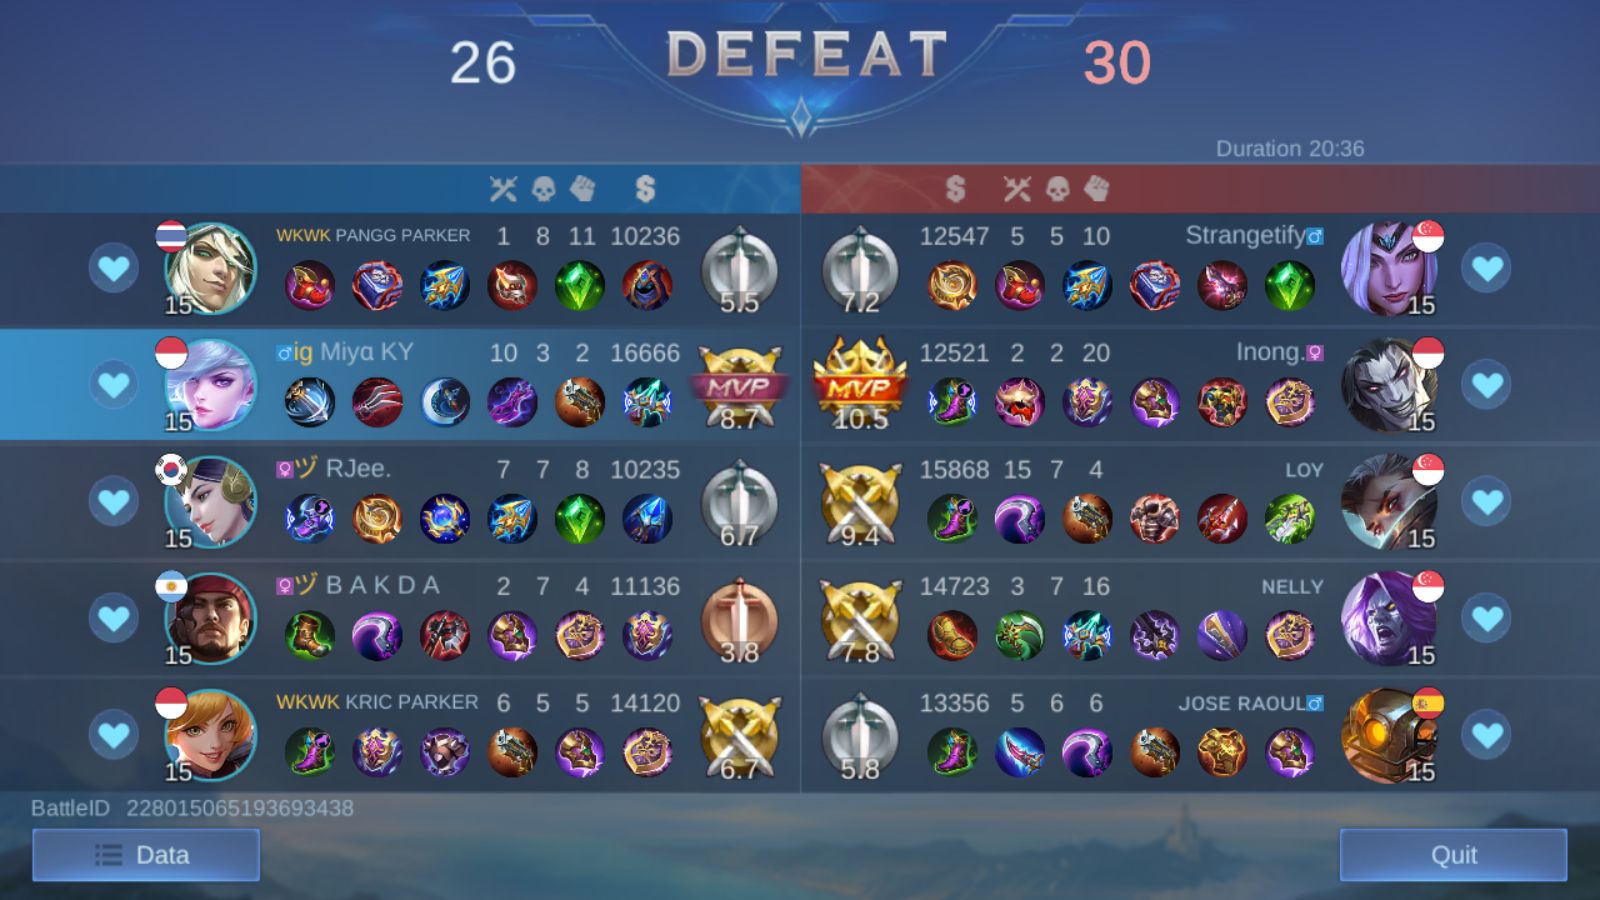 26
DEFEAT
30
Duration 20:36
WKWK PANGG PARKER 1 8 11 10236
15
5.5
12547 5 5 10 Strangetify
7.2
15
ig Miyɑ KY 10 3 2 16666
15
MVP
8.7
12521 2 2 20 Inong.
MVP
10.5
15
ヅ RJee. 7 7 8 10235
15
6.7
15868 15 7 4 LOY
9.4
15
ヅ B A K D A 2 7 4 11136
15
3.8
14723 3 7 16 NELLY
7.8
15
WKWK KRIC PARKER 6 5 5 14120
15
6.7
13356 5 6 6 JOSE RAOUL
5.8
15
BattleID 228015065193693438
Data
Quit